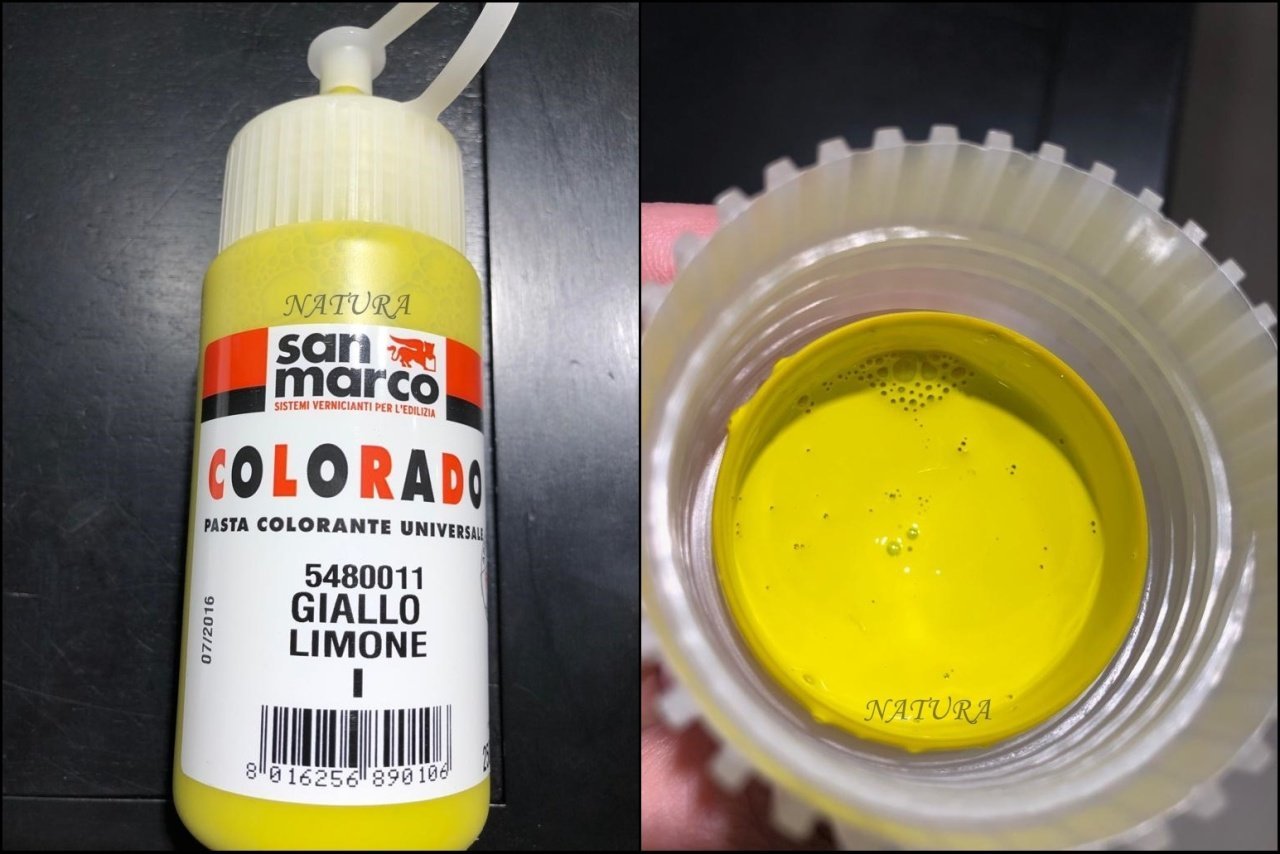 NATURA
san
marco
SISTEMI VERNICIANTI PER L'EDILIZIA
COLORADO
PASTA COLORANTE UNIVERSALE
5480011
GIALLO
LIMONE
I
07/2016
8 016256 890106
NATURA